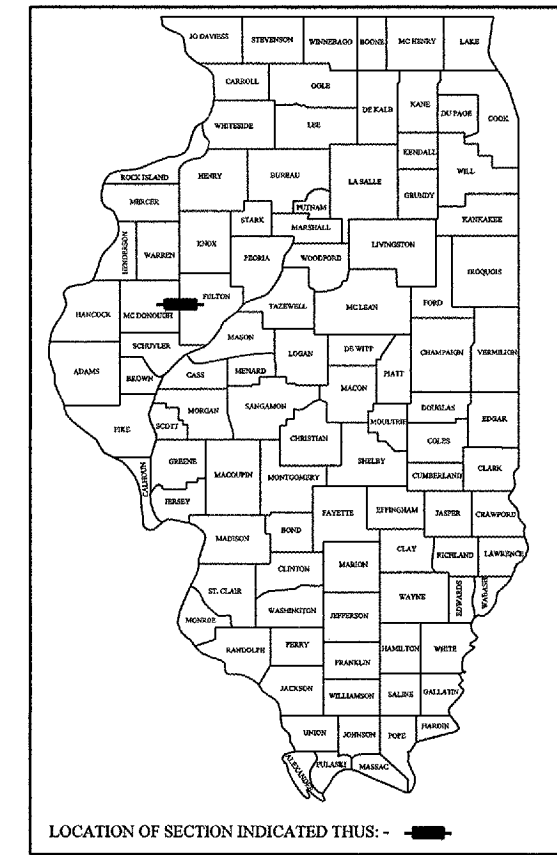 JO DAVIESS STEVENSON WINNEBAGO BOONE MC HENRY LAKE
CARROLL OGLE
DE KALB KANE DU PAGE COOK
WHITESIDE LEE
KENDALL
ROCK ISLAND HENRY BUREAU LA SALLE GRUNDY WILL
MERCER PUTNAM
STARK MARSHALL KANKAKEE
HENDERSON WARREN KNOX PEORIA WOODFORD LIVINGSTON IROQUOIS
HANCOCK MC DONOUGH FULTON TAZEWELL MC LEAN FORD
MASON
SCHUYLER LOGAN DE WITT CHAMPAIGN VERMILION
ADAMS BROWN CASS MENARD MACON PIATT
PIKE SCOTT MORGAN SANGAMON MOULTRIE DOUGLAS EDGAR
CHRISTIAN COLES
CALHOUN GREENE MACOUPIN MONTGOMERY SHELBY CUMBERLAND CLARK
JERSEY FAYETTE EFFINGHAM JASPER CRAWFORD
MADISON BOND
CLINTON MARION CLAY RICHLAND LAWRENCE
ST. CLAIR WASHINGTON WAYNE EDWARDS WABASH
MONROE JEFFERSON
RANDOLPH PERRY HAMILTON WHITE
FRANKLIN
JACKSON WILLIAMSON SALINE GALLATIN
UNION JOHNSON POPE HARDIN
ALEXANDER PULASKI MASSAC
LOCATION OF SECTION INDICATED THUS: -